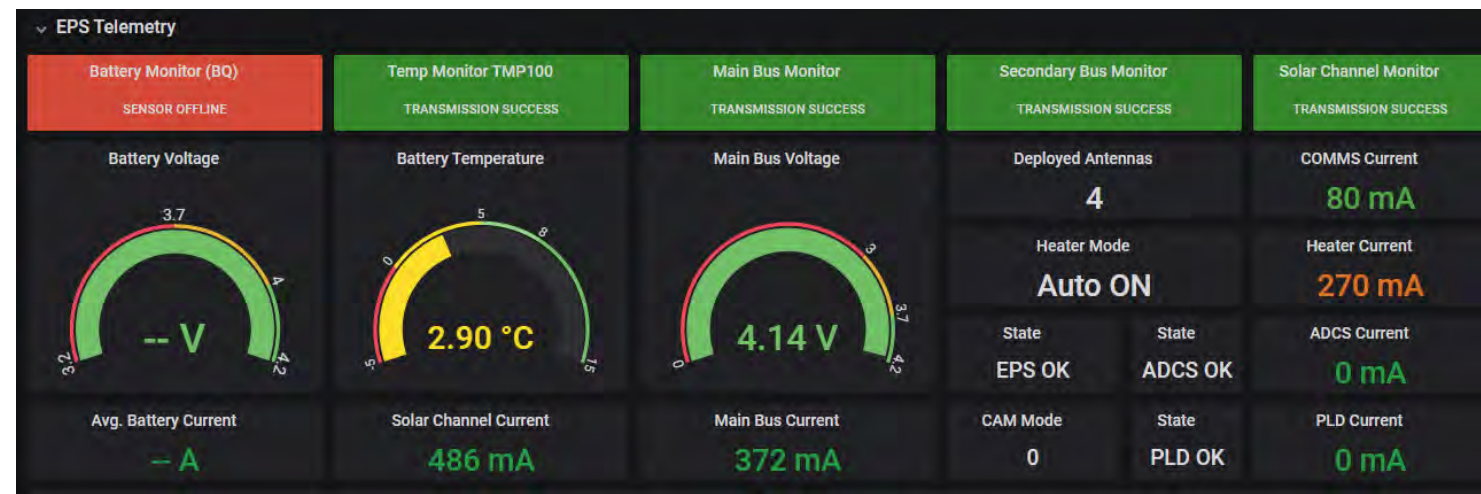 EPS Telemetry
Battery Monitor (BQ)
SENSOR OFFLINE
Temp Monitor TMP100
TRANSMISSION SUCCESS
Main Bus Monitor
TRANSMISSION SUCCESS
Secondary Bus Monitor
TRANSMISSION SUCCESS
Solar Channel Monitor
TRANSMISSION SUCCESS
Battery Voltage
3.2
3.7
4
4.2
-- V
Battery Temperature
-5
0
5
8
15
2.90 °C
Main Bus Voltage
0
3
3.7
4.2
4.14 V
Deployed Antennas
4
COMMS Current
80 mA
Heater Mode
Auto ON
Heater Current
270 mA
State
EPS OK
State
ADCS OK
ADCS Current
0 mA
Avg. Battery Current
-- A
Solar Channel Current
486 mA
Main Bus Current
372 mA
CAM Mode
0
State
PLD OK
PLD Current
0 mA